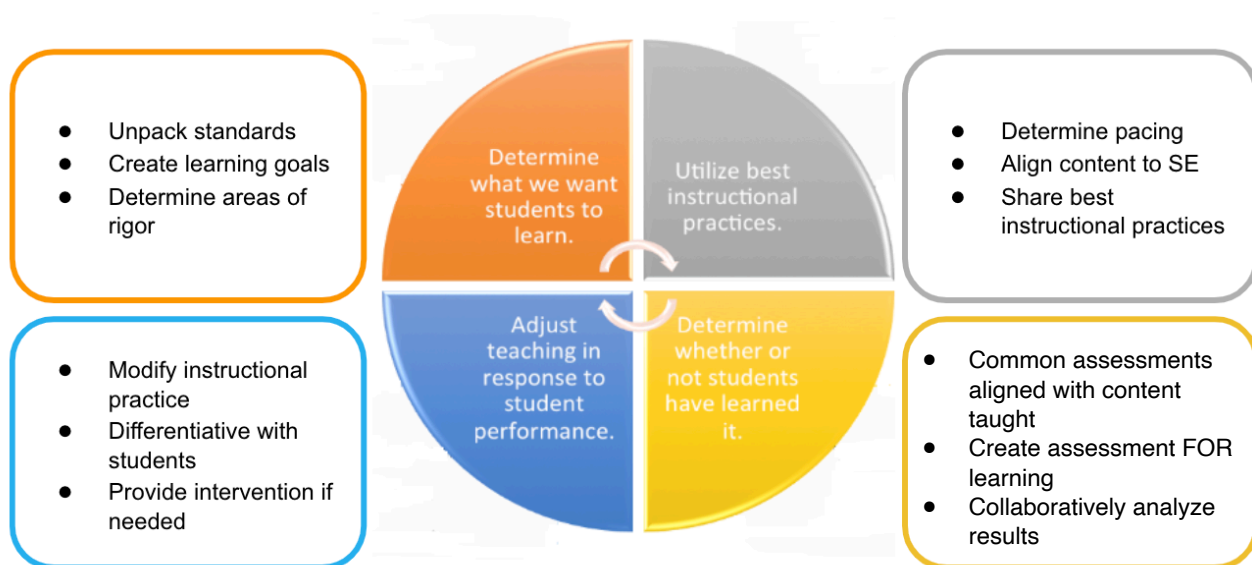 ● Unpack standards
● Create learning goals
● Determine areas of
rigor
Determine
what we want
students to
learn.
Utilize best
instructional
practices.
● Determine pacing
● Align content to SE
● Share best
instructional practices
● Modify instructional
practice
● Differentiative with
students
● Provide intervention if
needed
Adjust
teaching in
response to
student
performance.
Determine
whether or
not students
have learned
it.
● Common assessments
aligned with content
taught
● Create assessment FOR
learning
● Collaboratively analyze
results